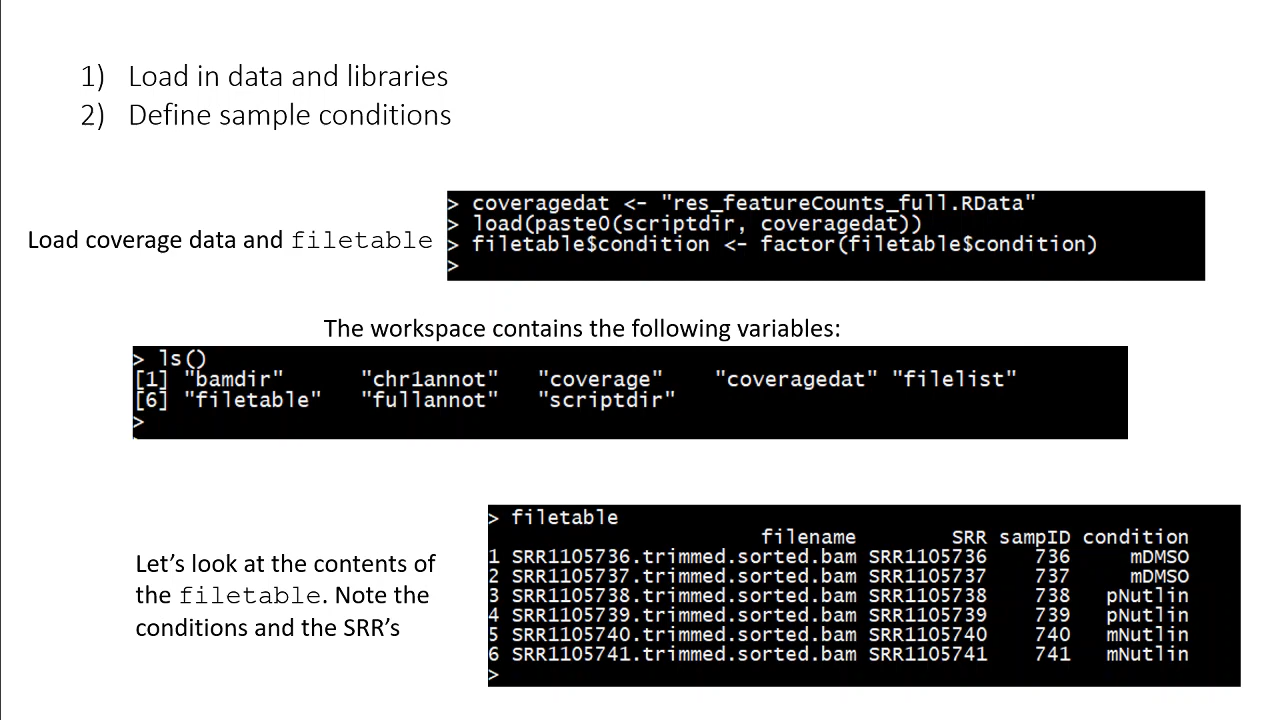 1) Load in data and libraries
2) Define sample conditions
Load coverage data and filetable
> coveragedat <- "res_featureCounts_full.RData"
> load(paste0(scriptdir, coveragedat))
> filetable$condition <- factor(filetable$condition)
>
The workspace contains the following variables:
> ls()
[1] "bamdir" "chr1annot" "coverage" "coveragedat" "filelist"
[6] "filetable" "fullannot" "scriptdir"
>
Let’s look at the contents of
the filetable. Note the
conditions and the SRR’s
> filetable
filename SRR sampID condition
1 SRR1105736.trimmed.sorted.bam SRR1105736 736 mDMSO
2 SRR1105737.trimmed.sorted.bam SRR1105737 737 mDMSO
3 SRR1105738.trimmed.sorted.bam SRR1105738 738 pNutlin
4 SRR1105739.trimmed.sorted.bam SRR1105739 739 pNutlin
5 SRR1105740.trimmed.sorted.bam SRR1105740 740 mNutlin
6 SRR1105741.trimmed.sorted.bam SRR1105741 741 mNutlin
>